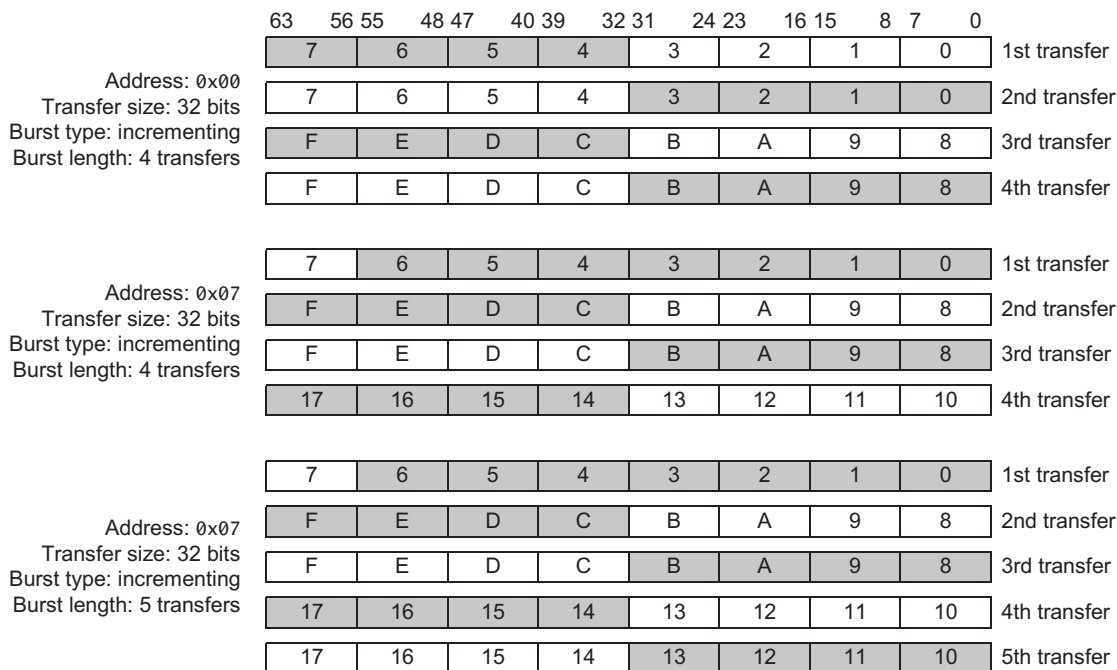 63 56 55 48 47 40 39 32 31 24 23 16 15 8 7 0
7 6 5 4 3 2 1 0 1st transfer
Address: 0x00
7 6 5 4 3 2 1 0 2nd transfer
Transfer size: 32 bits
Burst type: incrementing
F E D C B A 9 8 3rd transfer
Burst length: 4 transfers
F E D C B A 9 8 4th transfer
7 6 5 4 3 2 1 0 1st transfer
Address: 0x07
F E D C B A 9 8 2nd transfer
Transfer size: 32 bits
Burst type: incrementing
F E D C B A 9 8 3rd transfer
Burst length: 4 transfers
17 16 15 14 13 12 11 10 4th transfer
7 6 5 4 3 2 1 0 1st transfer
Address: 0x07
F E D C B A 9 8 2nd transfer
Transfer size: 32 bits
Burst type: incrementing
F E D C B A 9 8 3rd transfer
Burst length: 5 transfers
17 16 15 14 13 12 11 10 4th transfer
17 16 15 14 13 12 11 10 5th transfer